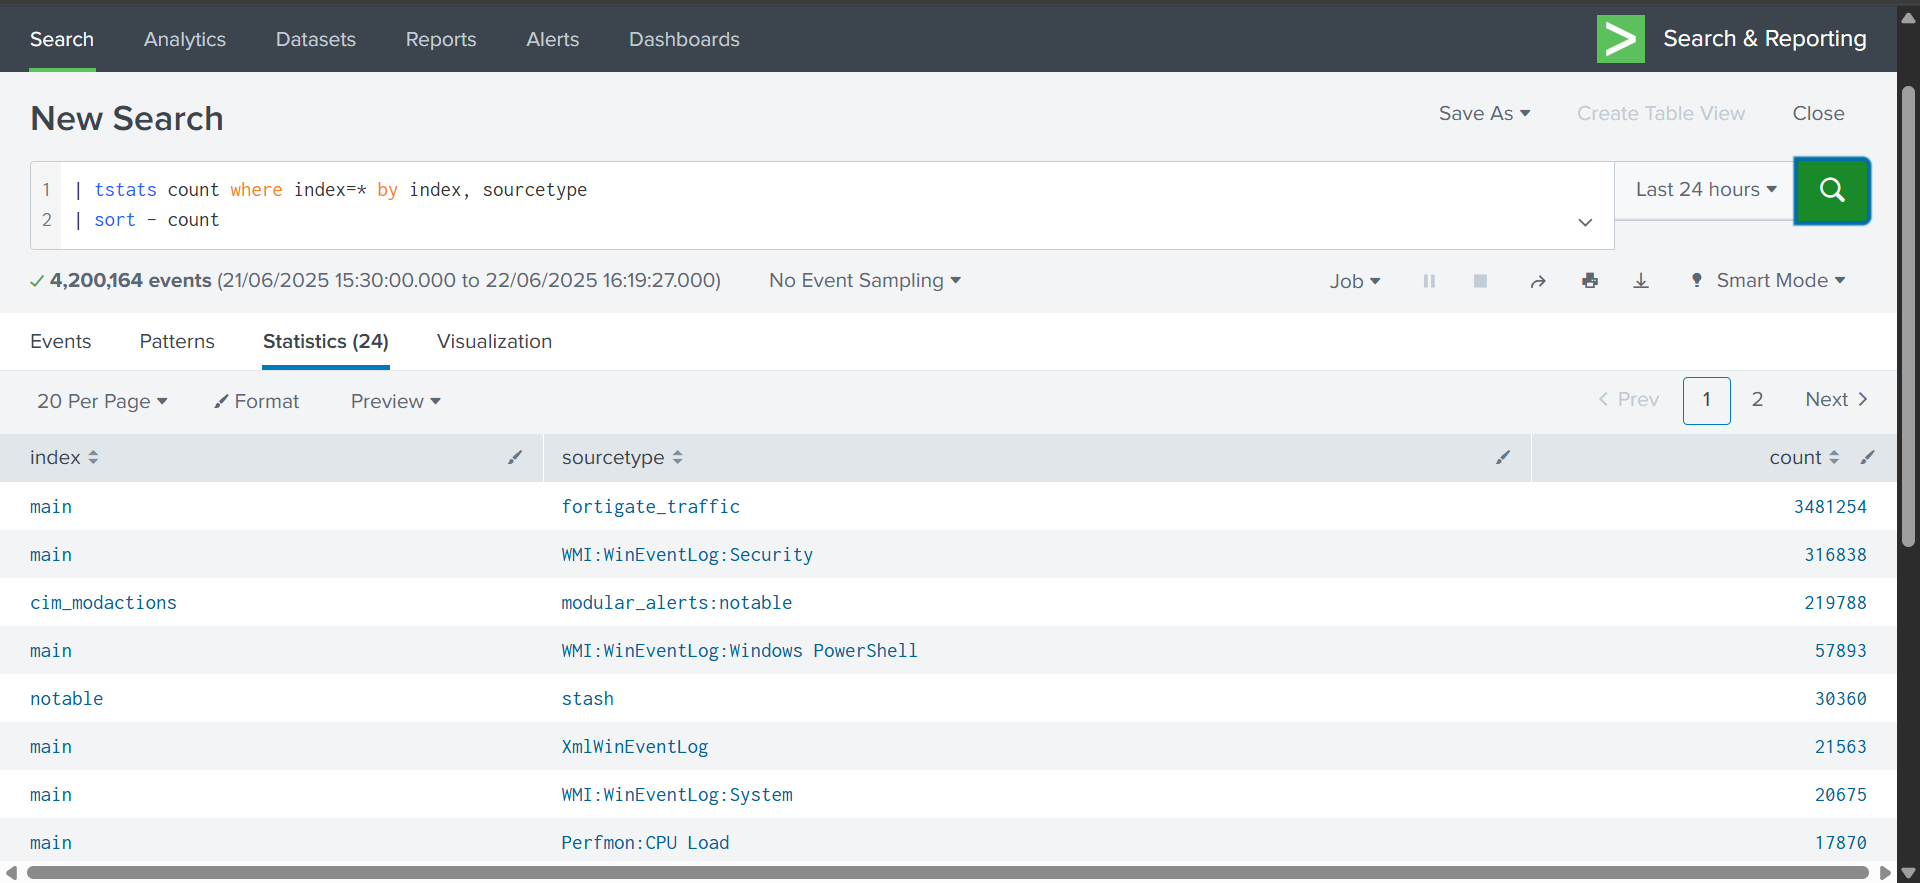 Search Analytics Datasets Reports Alerts Dashboards Search & Reporting
New Search Save As Create Table View Close
1 | tstats count where index=* by index, sourcetype Last 24 hours
2 | sort - count
4,200,164 events (21/06/2025 15:30:00.000 to 22/06/2025 16:19:27.000) No Event Sampling Job Smart Mode
Events Patterns Statistics (24) Visualization
20 Per Page Format Preview Prev 1 2 Next
index sourcetype count
main fortigate_traffic 3481254
main WMI:WinEventLog:Security 316838
cim_modactions modular_alerts:notable 219788
main WMI:WinEventLog:Windows PowerShell 57893
notable stash 30360
main XmlWinEventLog 21563
main WMI:WinEventLog:System 20675
main Perfmon:CPU Load 17870